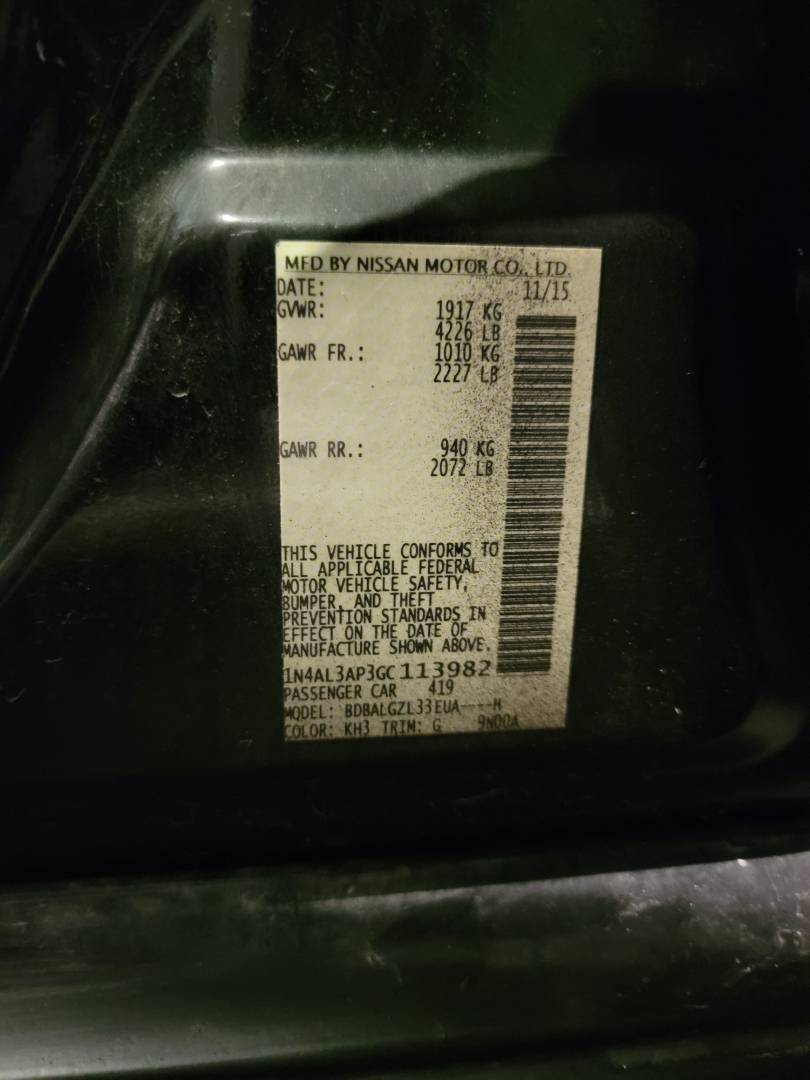 MFD BY NISSAN MOTOR CO., LTD.
DATE: 11/15
GVWR: 1917 KG
4226 LB
GAWR FR.: 1010 KG
2227 LB
GAWR RR.: 940 KG
2072 LB
THIS VEHICLE CONFORMS TO
ALL APPLICABLE FEDERAL
MOTOR VEHICLE SAFETY,
BUMPER, AND THEFT
PREVENTION STANDARDS IN
EFFECT ON THE DATE OF
MANUFACTURE SHOWN ABOVE.
1N4AL3AP3GC113982
PASSENGER CAR 419
MODEL: BDBALGZL33EUA----M
COLOR: KH3 TRIM: G 9N00A